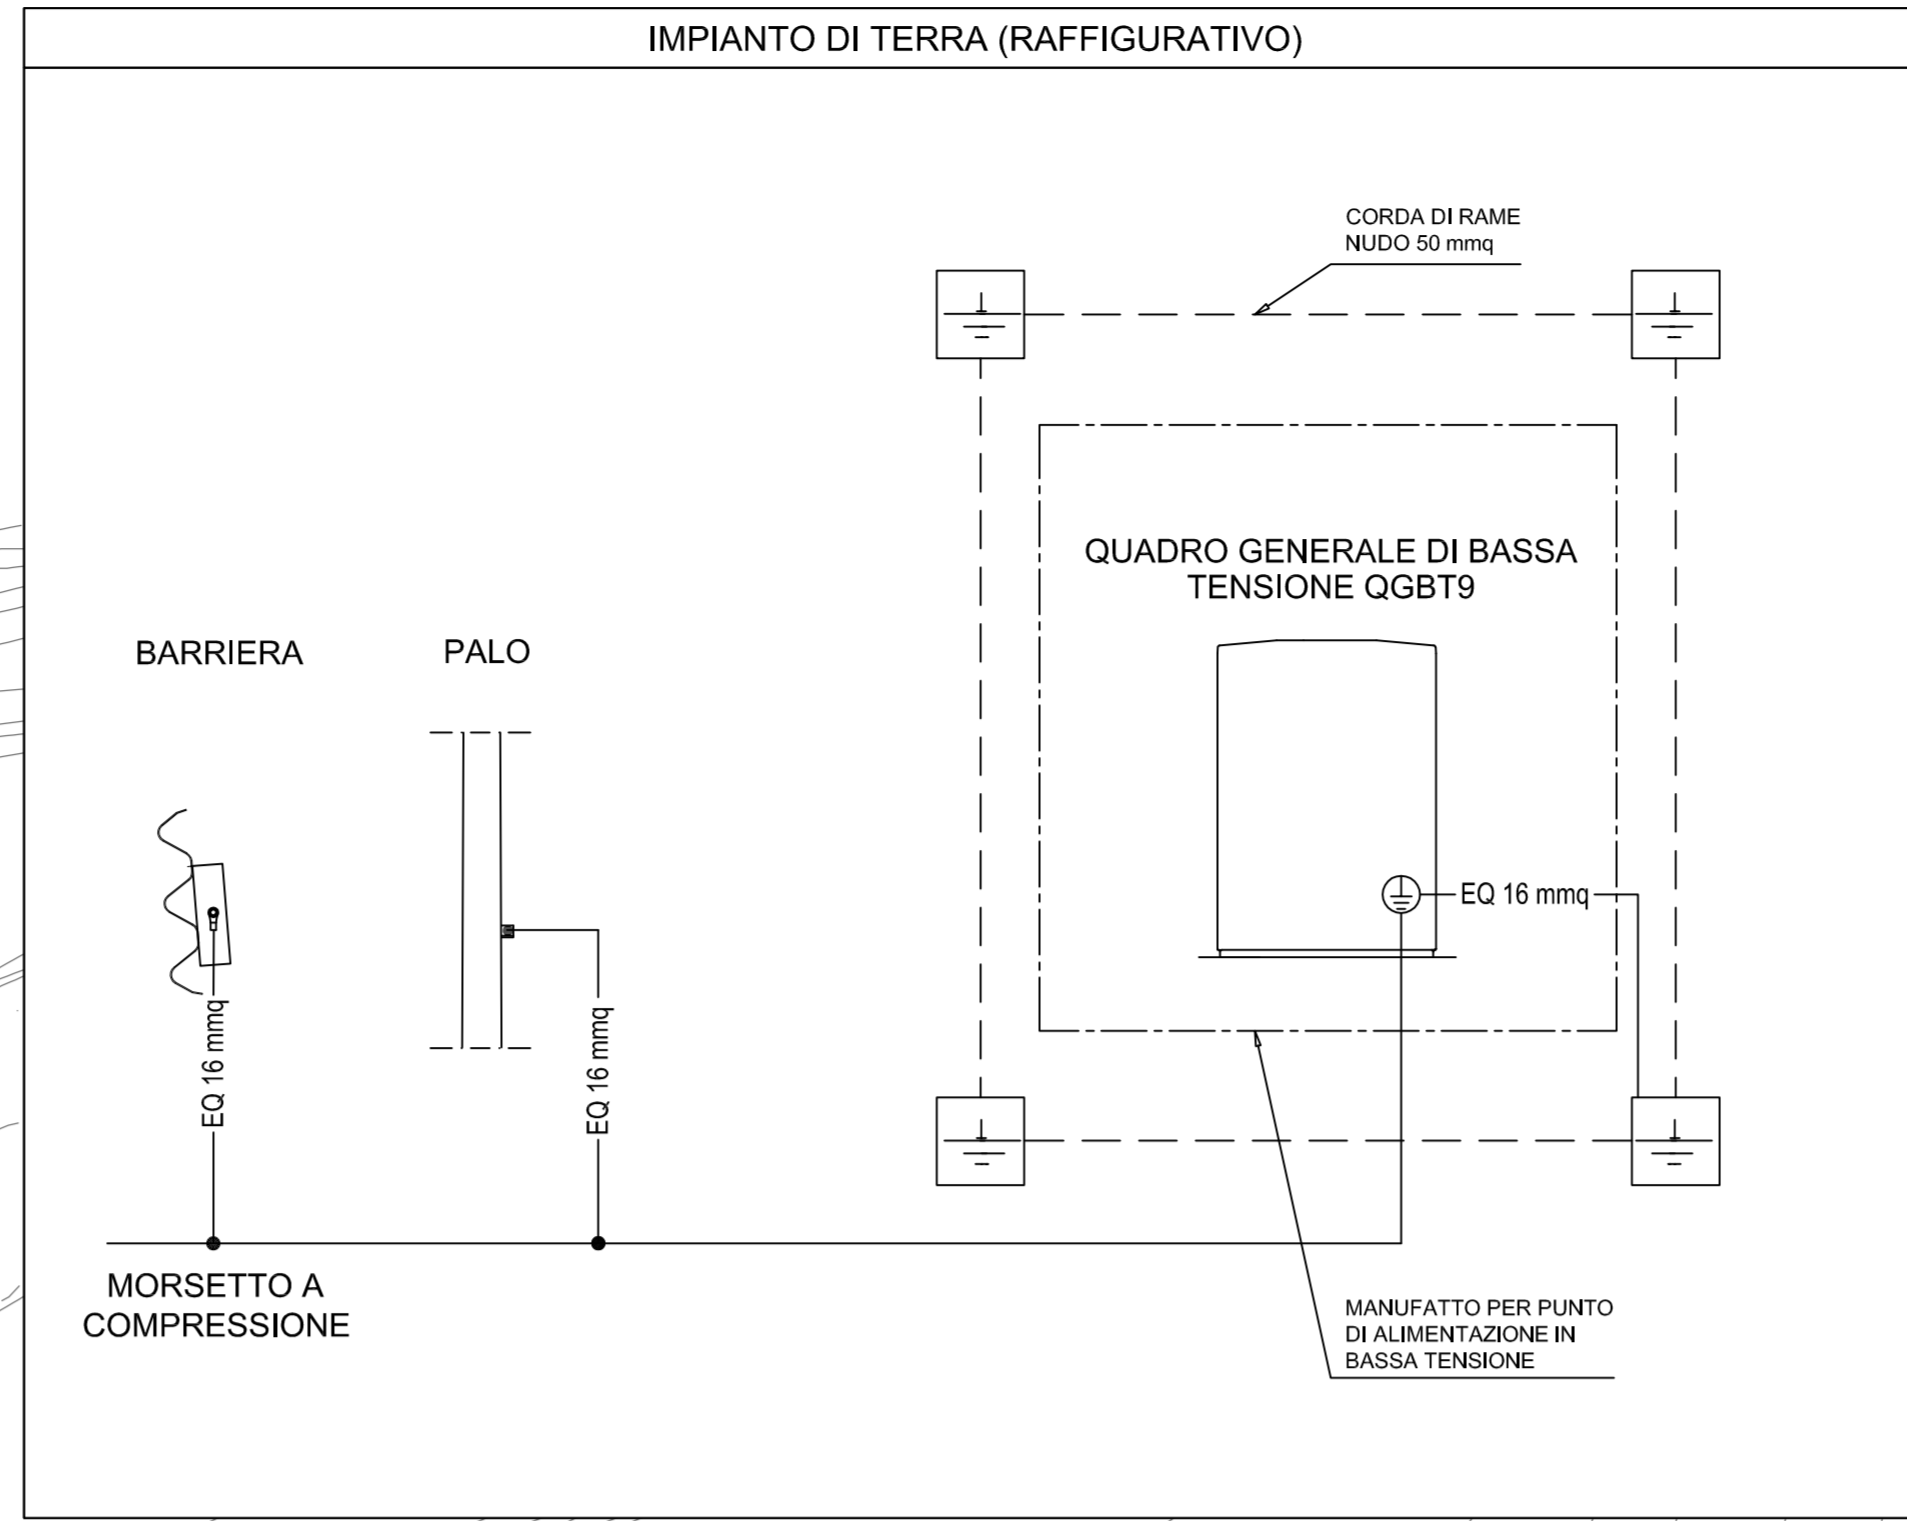 IMPIANTO DI TERRA (RAFFIGURATIVO)
CORDA DI RAME
NUDO 50 mmq
QUADRO GENERALE DI BASSA
TENSIONE QGBT9
BARRIERA
PALO
EQ 16 mmq
EQ 16 mmq
EQ 16 mmq
MORSETTO A
COMPRESSIONE
MANUFATTO PER PUNTO
DI ALIMENTAZIONE IN
BASSA TENSIONE